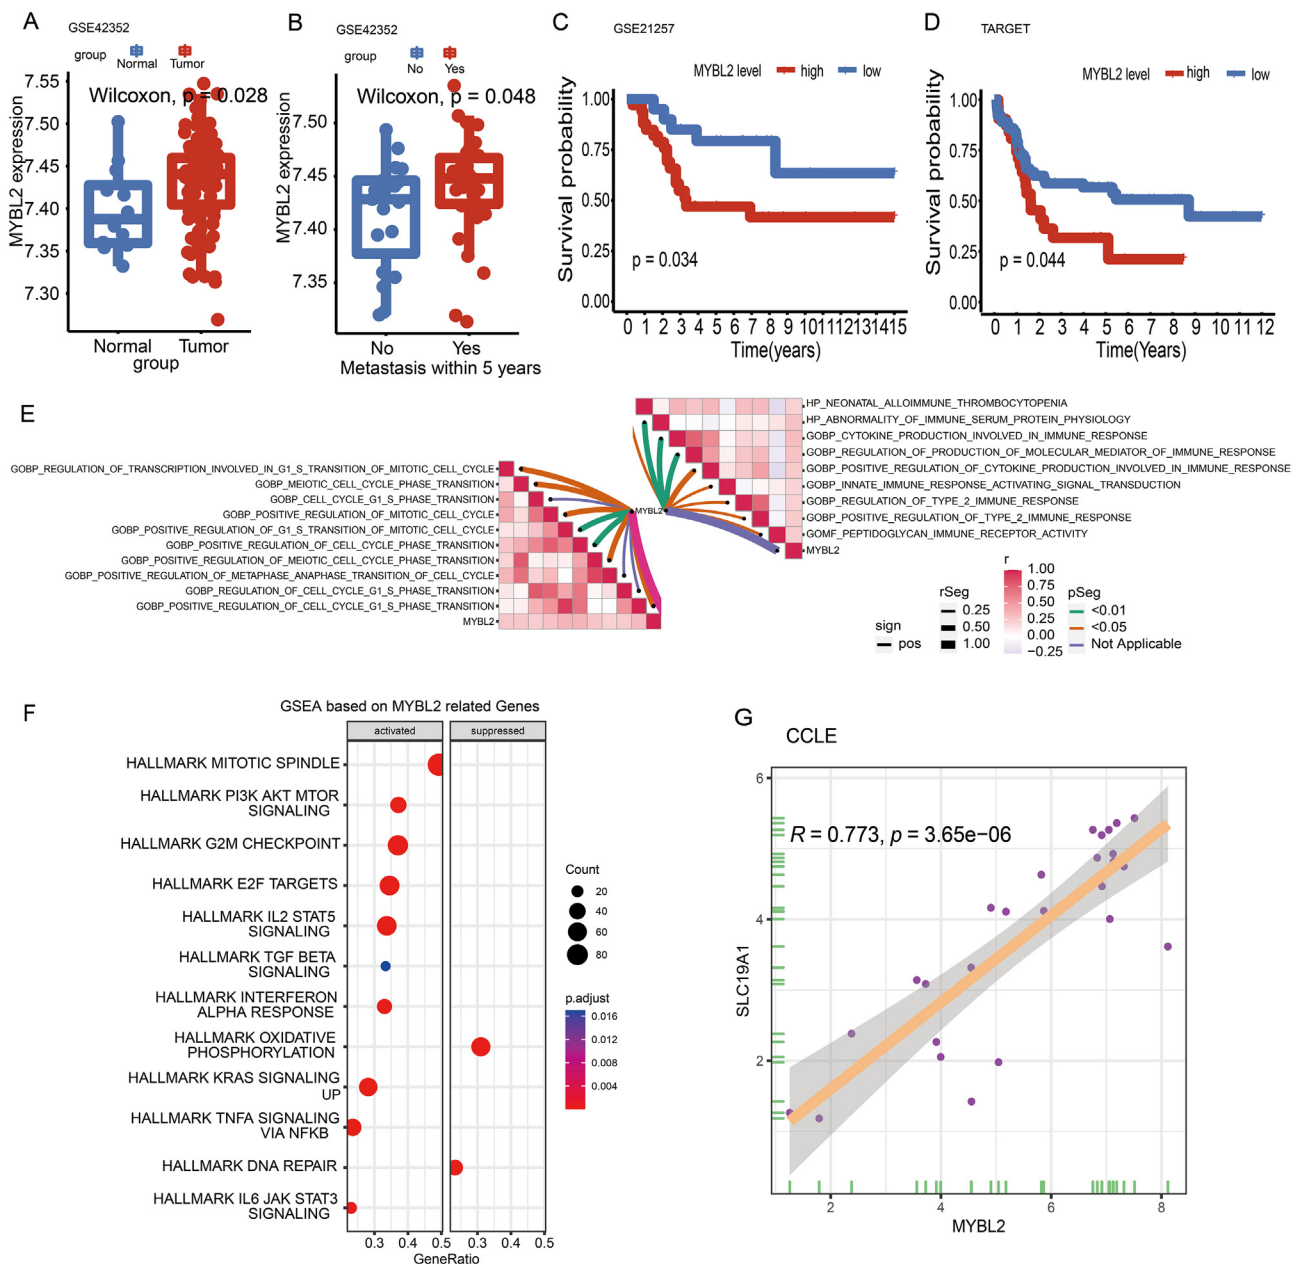 A
GSE42352
group
Normal
Tumor
Wilcoxon, p = 0.028
MYBL2 expression
7.55
7.50
7.45
7.40
7.35
7.30
Normal
Tumor
group
B
GSE42352
group
No
Yes
Wilcoxon, p = 0.048
MYBL2 expression
7.50
7.45
7.40
7.35
No
Yes
Metastasis within 5 years
C
GSE21257
MYBL2 level high low
Survival probability
1.00
0.75
0.50
0.25
0.00
p = 0.034
0 1 2 3 4 5 6 7 8 9 10 11 12 13 14 15
Time(years)
D
TARGET
MYBL2 level high low
Survival probability
1.00
0.75
0.50
0.25
0.00
p = 0.044
0 1 2 3 4 5 6 7 8 9 10 11 12
Time(Years)
E
GOBP_REGULATION_OF_TRANSCRIPTION_INVOLVED_IN_G1_S_TRANSITION_OF_MITOTIC_CELL_CYCLE
GOBP_MEIOTIC_CELL_CYCLE_PHASE_TRANSITION
GOBP_CELL_CYCLE_G1_S_PHASE_TRANSITION
GOBP_POSITIVE_REGULATION_OF_MITOTIC_CELL_CYCLE
GOBP_POSITIVE_REGULATION_OF_G1_S_TRANSITION_OF_MITOTIC_CELL_CYCLE
GOBP_POSITIVE_REGULATION_OF_CELL_CYCLE_PHASE_TRANSITION
GOBP_POSITIVE_REGULATION_OF_MEIOTIC_CELL_CYCLE_PHASE_TRANSITION
GOBP_POSITIVE_REGULATION_OF_METAPHASE_ANAPHASE_TRANSITION_OF_CELL_CYCLE
GOBP_REGULATION_OF_CELL_CYCLE_G1_S_PHASE_TRANSITION
GOBP_POSITIVE_REGULATION_OF_CELL_CYCLE_G1_S_PHASE_TRANSITION
MYBL2
MYBL2
HP_NEONATAL_ALLOIMMUNE_THROMBOCYTOPENIA
HP_ABNORMALITY_OF_IMMUNE_SERUM_PROTEIN_PHYSIOLOGY
GOBP_CYTOKINE_PRODUCTION_INVOLVED_IN_IMMUNE_RESPONSE
GOBP_REGULATION_OF_PRODUCTION_OF_MOLECULAR_MEDIATOR_OF_IMMUNE_RESPONSE
GOBP_POSITIVE_REGULATION_OF_CYTOKINE_PRODUCTION_INVOLVED_IN_IMMUNE_RESPONSE
GOBP_INNATE_IMMUNE_RESPONSE_ACTIVATING_SIGNAL_TRANSDUCTION
GOBP_REGULATION_OF_TYPE_2_IMMUNE_RESPONSE
GOBP_POSITIVE_REGULATION_OF_TYPE_2_IMMUNE_RESPONSE
GOMF_PEPTIDOGLYCAN_IMMUNE_RECEPTOR_ACTIVITY
MYBL2
sign
pos
rSeg
0.25
0.50
1.00
r
1.00
0.75
0.50
0.25
0.00
−0.25
pSeg
<0.01
<0.05
Not Applicable
F
GSEA based on MYBL2 related Genes
activated
suppressed
HALLMARK MITOTIC SPINDLE
HALLMARK PI3K AKT MTOR
SIGNALING
HALLMARK G2M CHECKPOINT
HALLMARK E2F TARGETS
HALLMARK IL2 STAT5
SIGNALING
HALLMARK TGF BETA
SIGNALING
HALLMARK INTERFERON
ALPHA RESPONSE
HALLMARK OXIDATIVE
PHOSPHORYLATION
HALLMARK KRAS SIGNALING
UP
HALLMARK TNFA SIGNALING
VIA NFKB
HALLMARK DNA REPAIR
HALLMARK IL6 JAK STAT3
SIGNALING
0.3 0.4 0.5 0.3 0.4 0.5
GeneRatio
Count
20
40
60
80
p.adjust
0.016
0.012
0.008
0.004
G
CCLE
R = 0.773, p = 3.65e−06
SLC19A1
6
4
2
2 4 6 8
MYBL2